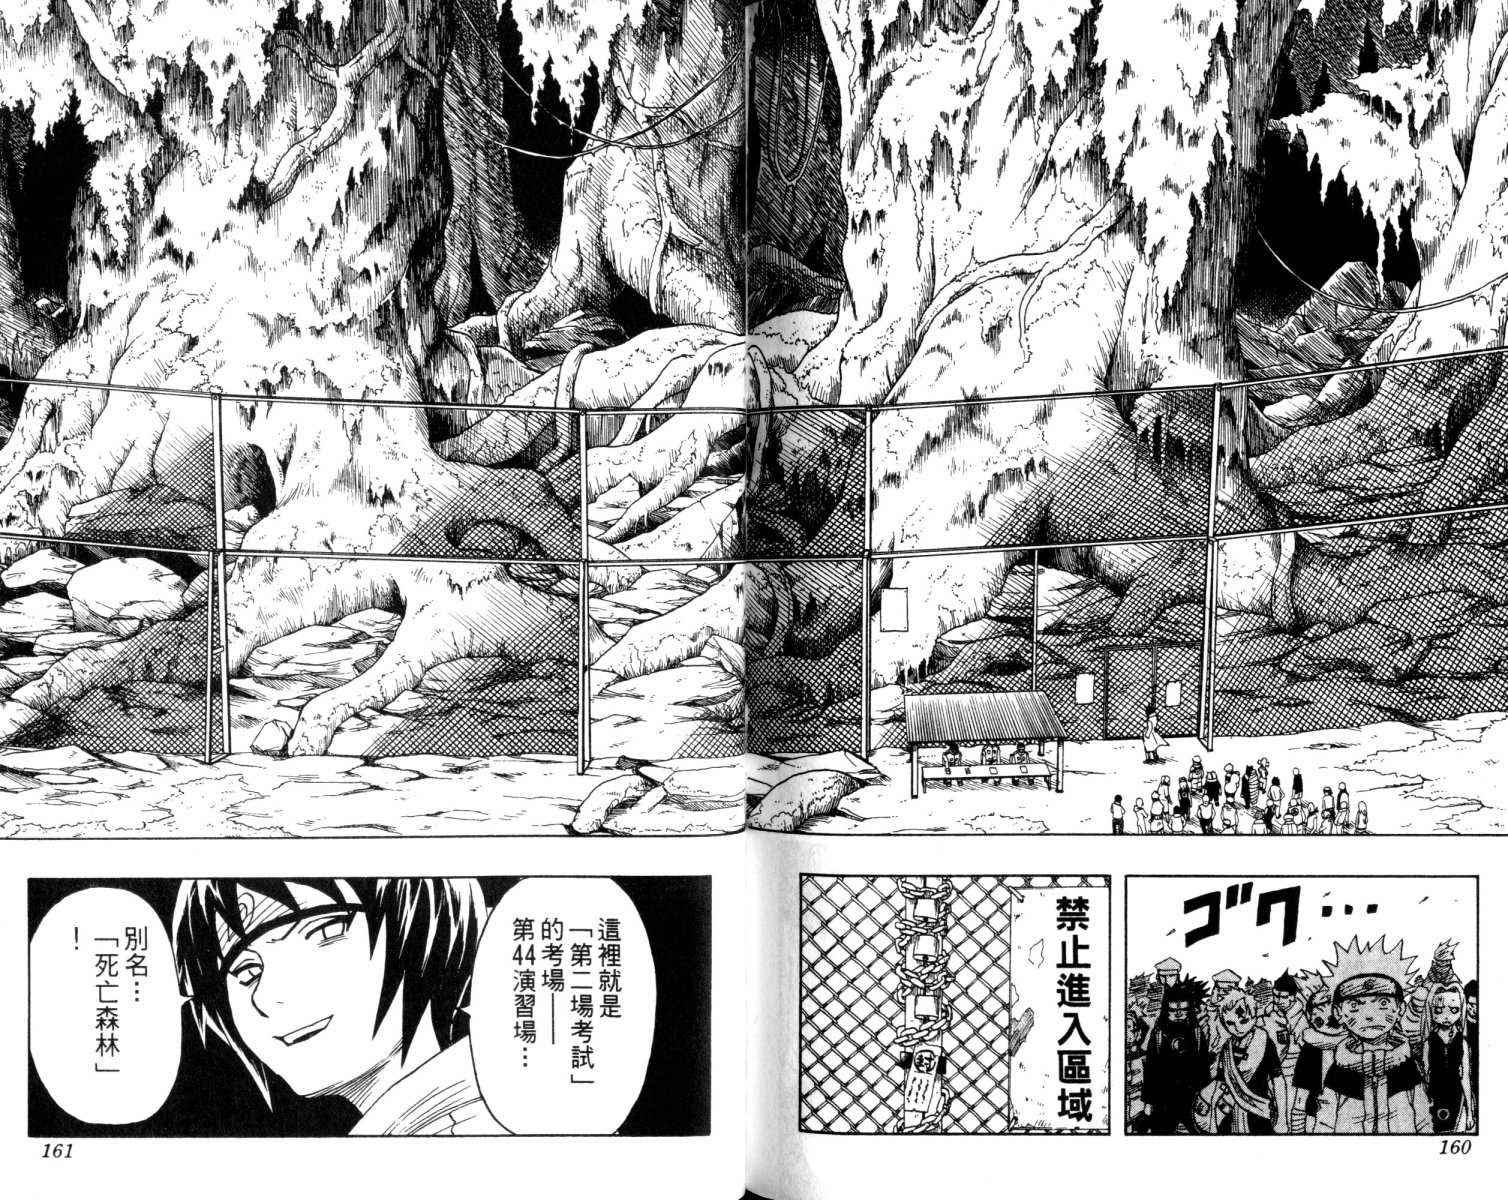 ゴク...
禁止進入區域
封
160
這裡就是
「第二場考試」
的考場——
第44演習場…
別名…
「死亡森林」
！
161